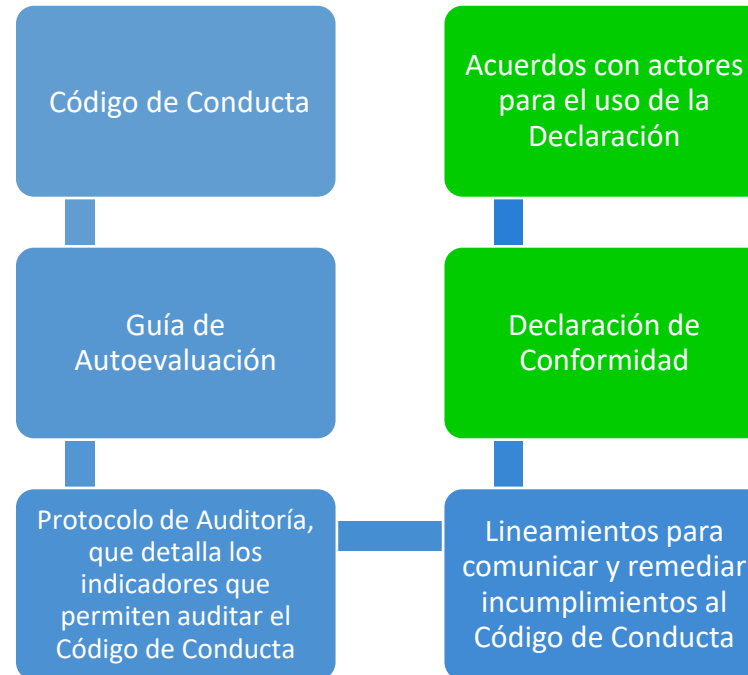 Código de Conducta
Guía de
Autoevaluación
Protocolo de Auditoría,
que detalla los
indicadores que
permiten auditar el
Código de Conducta
Lineamientos para
comunicar y remediar
incumplimientos al
Código de Conducta
Declaración de
Conformidad
Acuerdos con actores
para el uso de la
Declaración